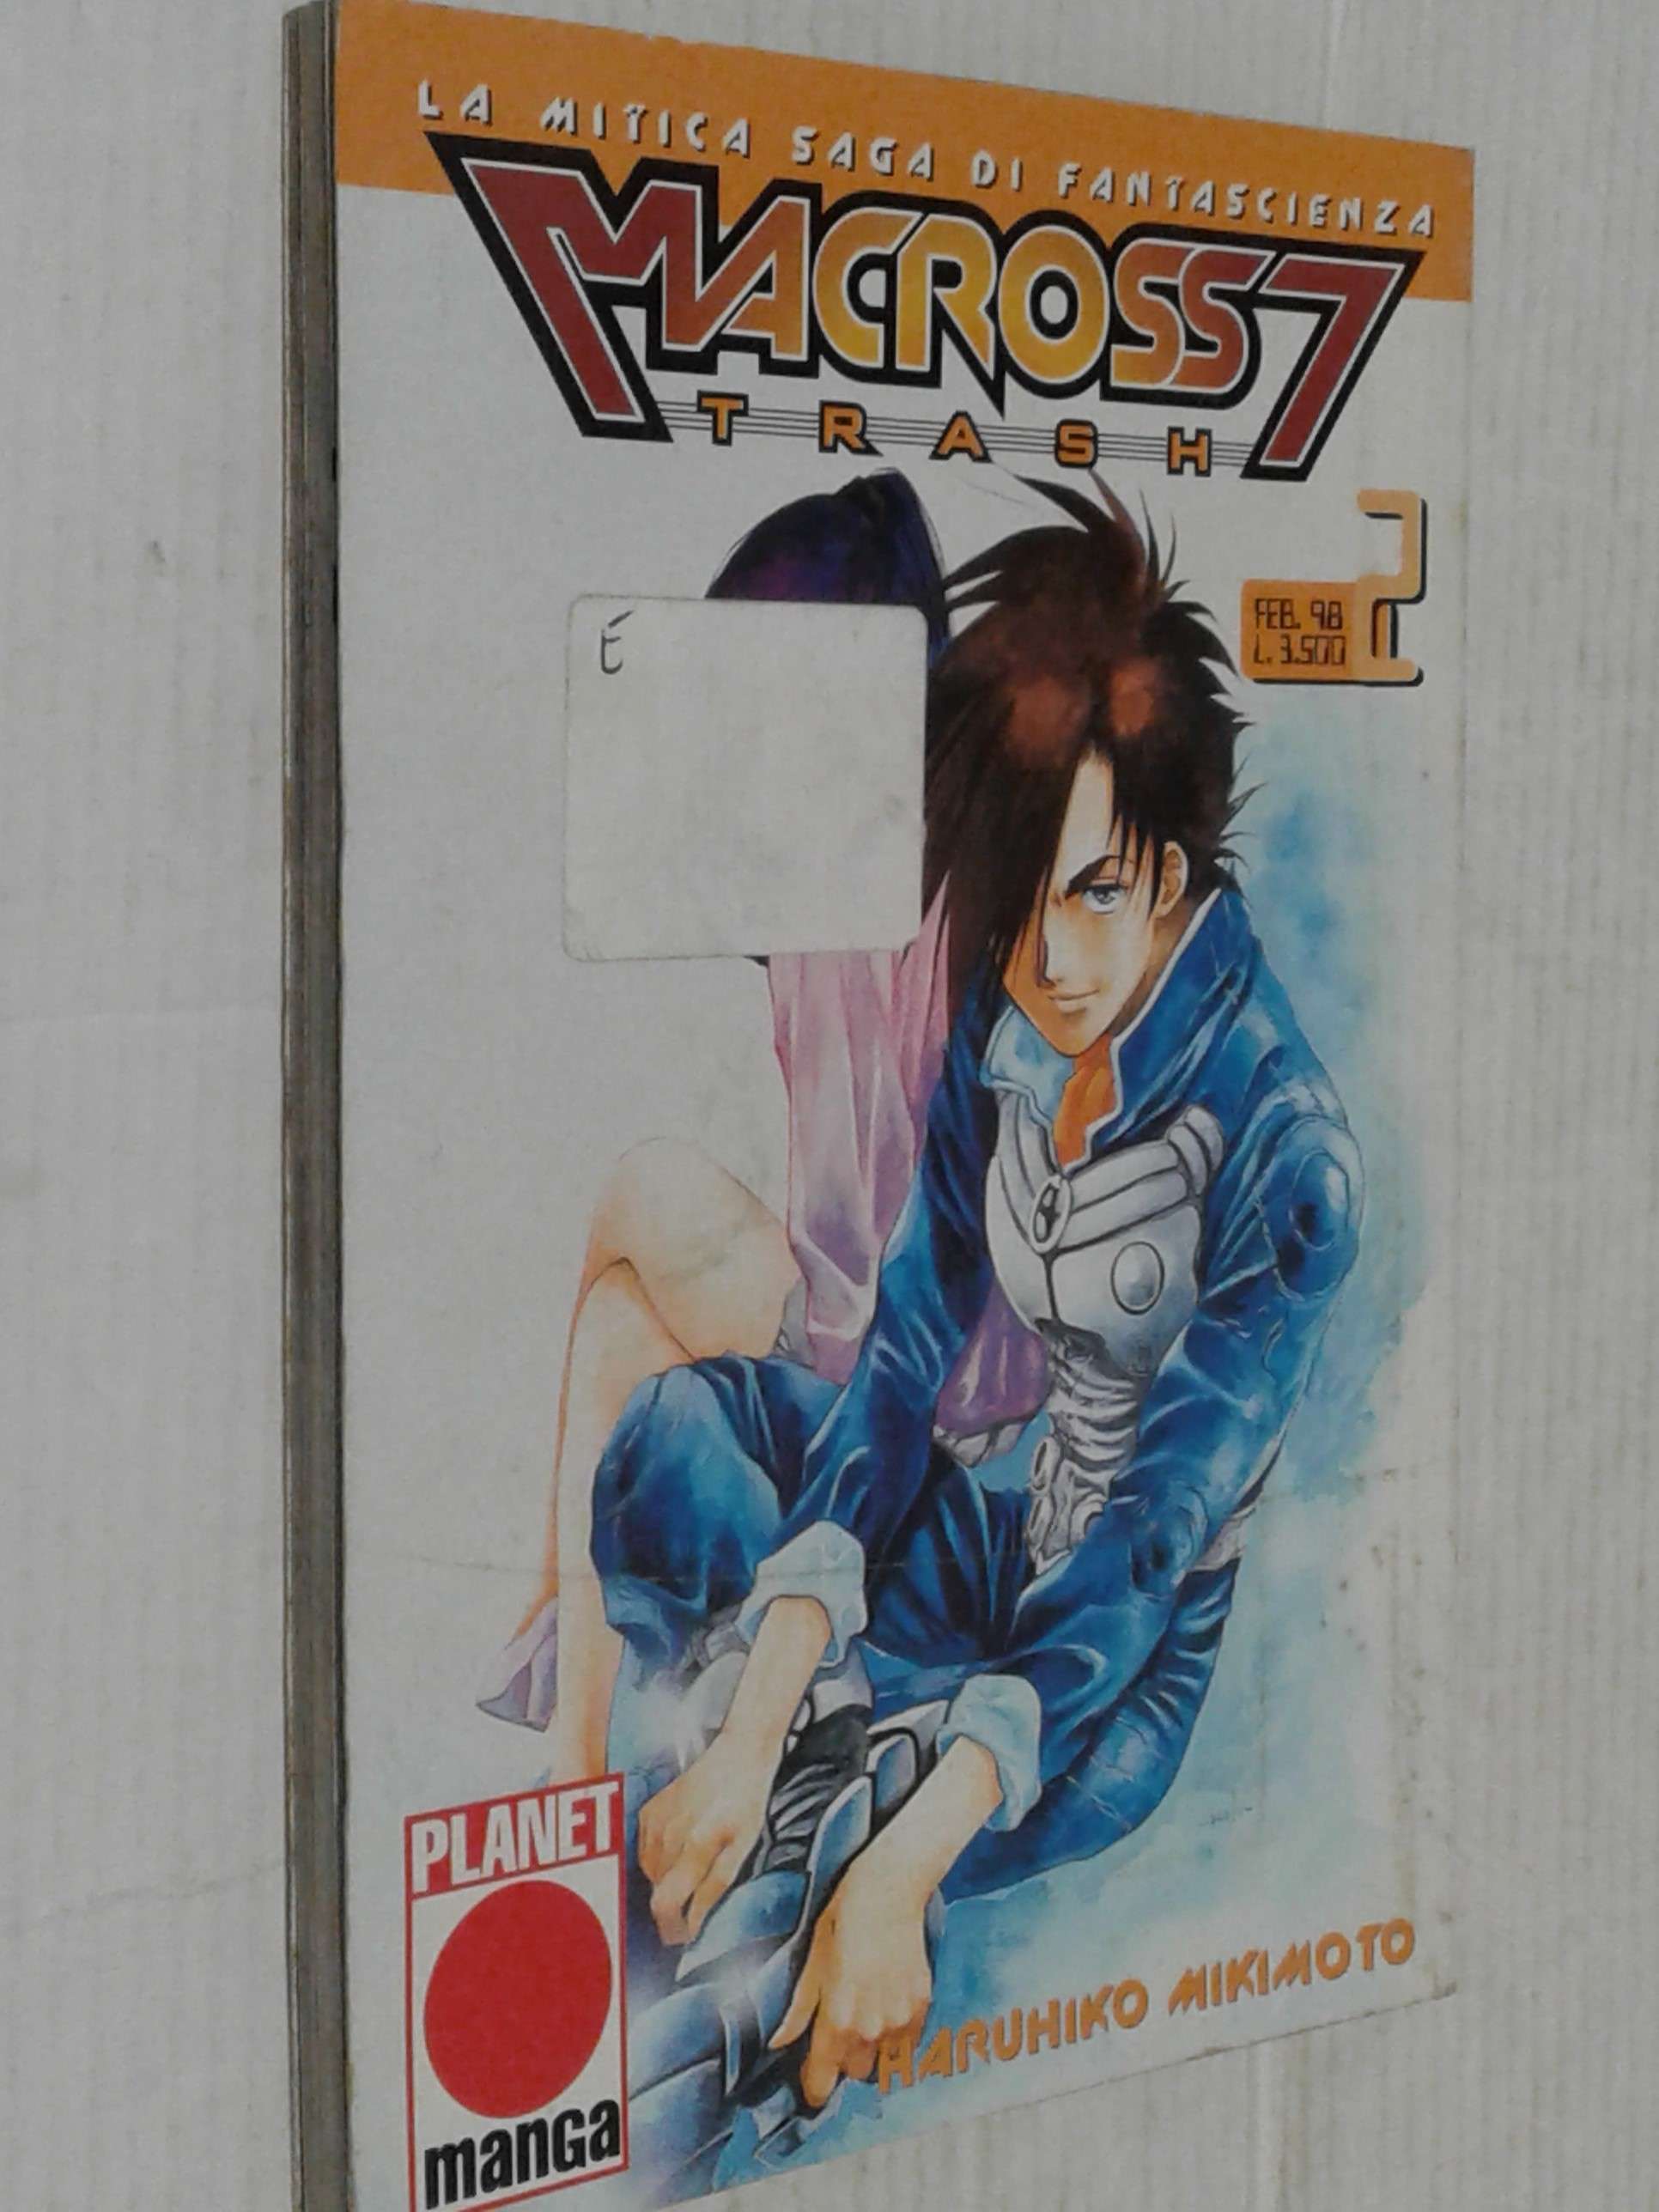 LA MITICA SAGA DI FANTASCIENZA
MACROSS 7
TRASH
2
FEB. 98
L. 3.500
É
PLANET
manga
HARUHIKO MIKIMOTO